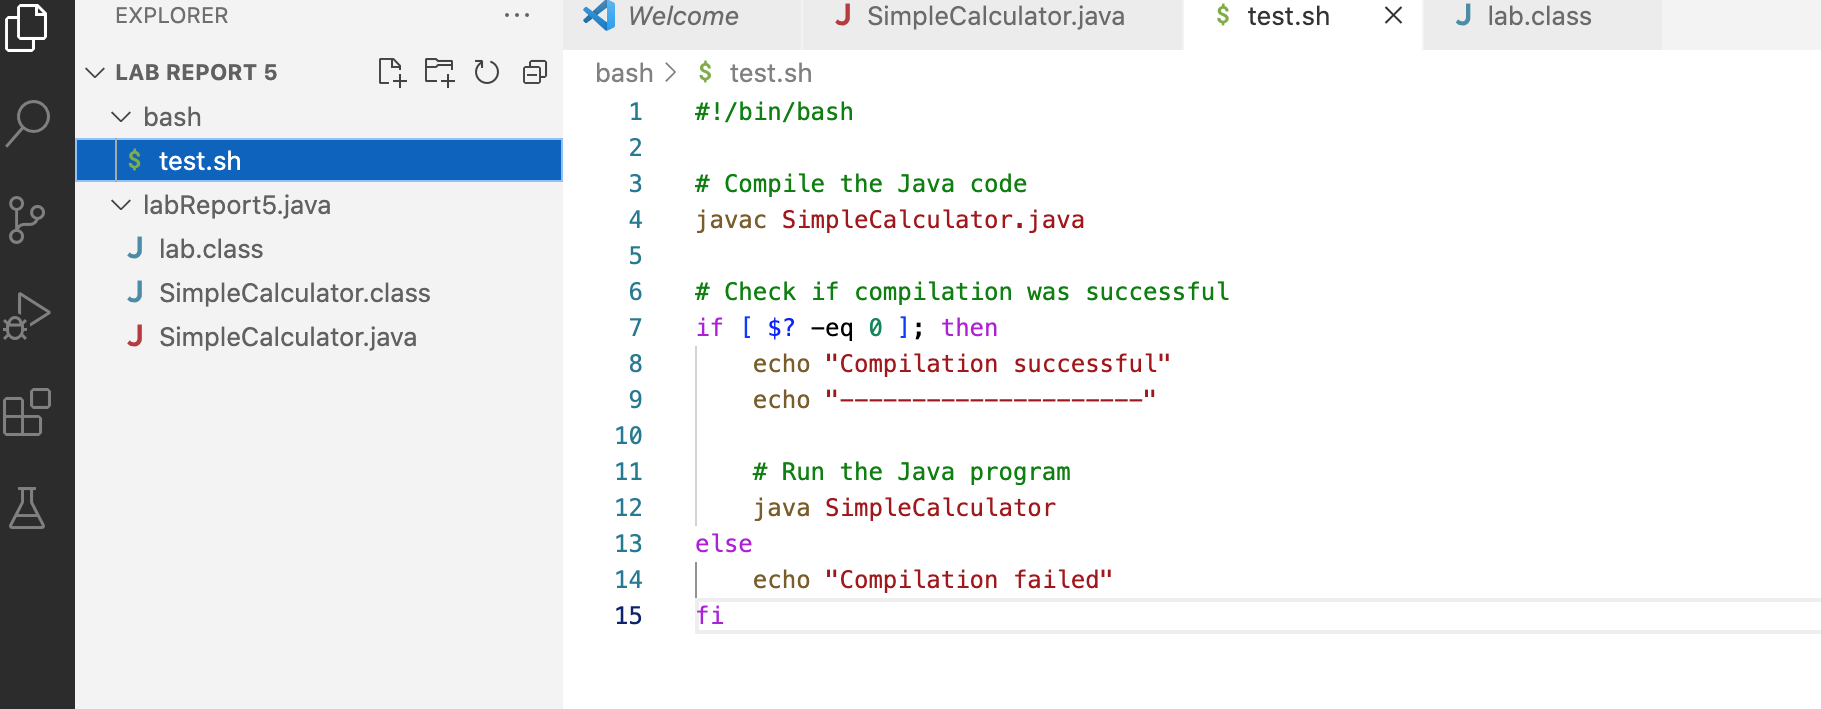 EXPLORER ···
LAB REPORT 5
bash
$ test.sh
labReport5.java
J lab.class
J SimpleCalculator.class
J SimpleCalculator.java
Welcome J SimpleCalculator.java $ test.sh × J lab.class
bash > $ test.sh
1 #!/bin/bash
2
3 # Compile the Java code
4 javac SimpleCalculator.java
5
6 # Check if compilation was successful
7 if [ $? -eq 0 ]; then
8     echo "Compilation successful"
9     echo "---------------------"
10
11     # Run the Java program
12     java SimpleCalculator
13 else
14     echo "Compilation failed"
15 fi